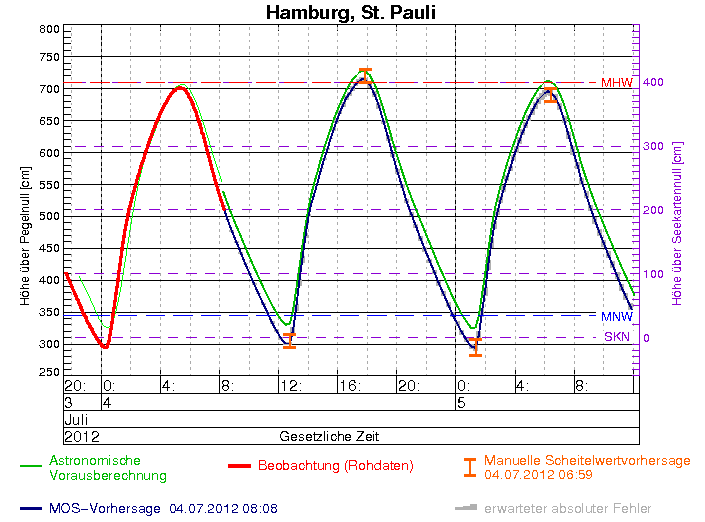 Hamburg, St. Pauli
800
750
700
650
600
550
500
450
400
350
300
250
Höhe über Pegelnull [cm]
400
300
200
100
0
Höhe über Seekartennull [cm]
MHW
MNW
SKN
20: 0: 4: 8: 12: 16: 20: 0: 4: 8:
3 4 5
Juli
2012 Gesetzliche Zeit
Astronomische
Vorausberechnung
Beobachtung (Rohdaten)
Manuelle Scheitelwertvorhersage
04.07.2012 06:59
MOS-Vorhersage 04.07.2012 08:08
erwarteter absoluter Fehler